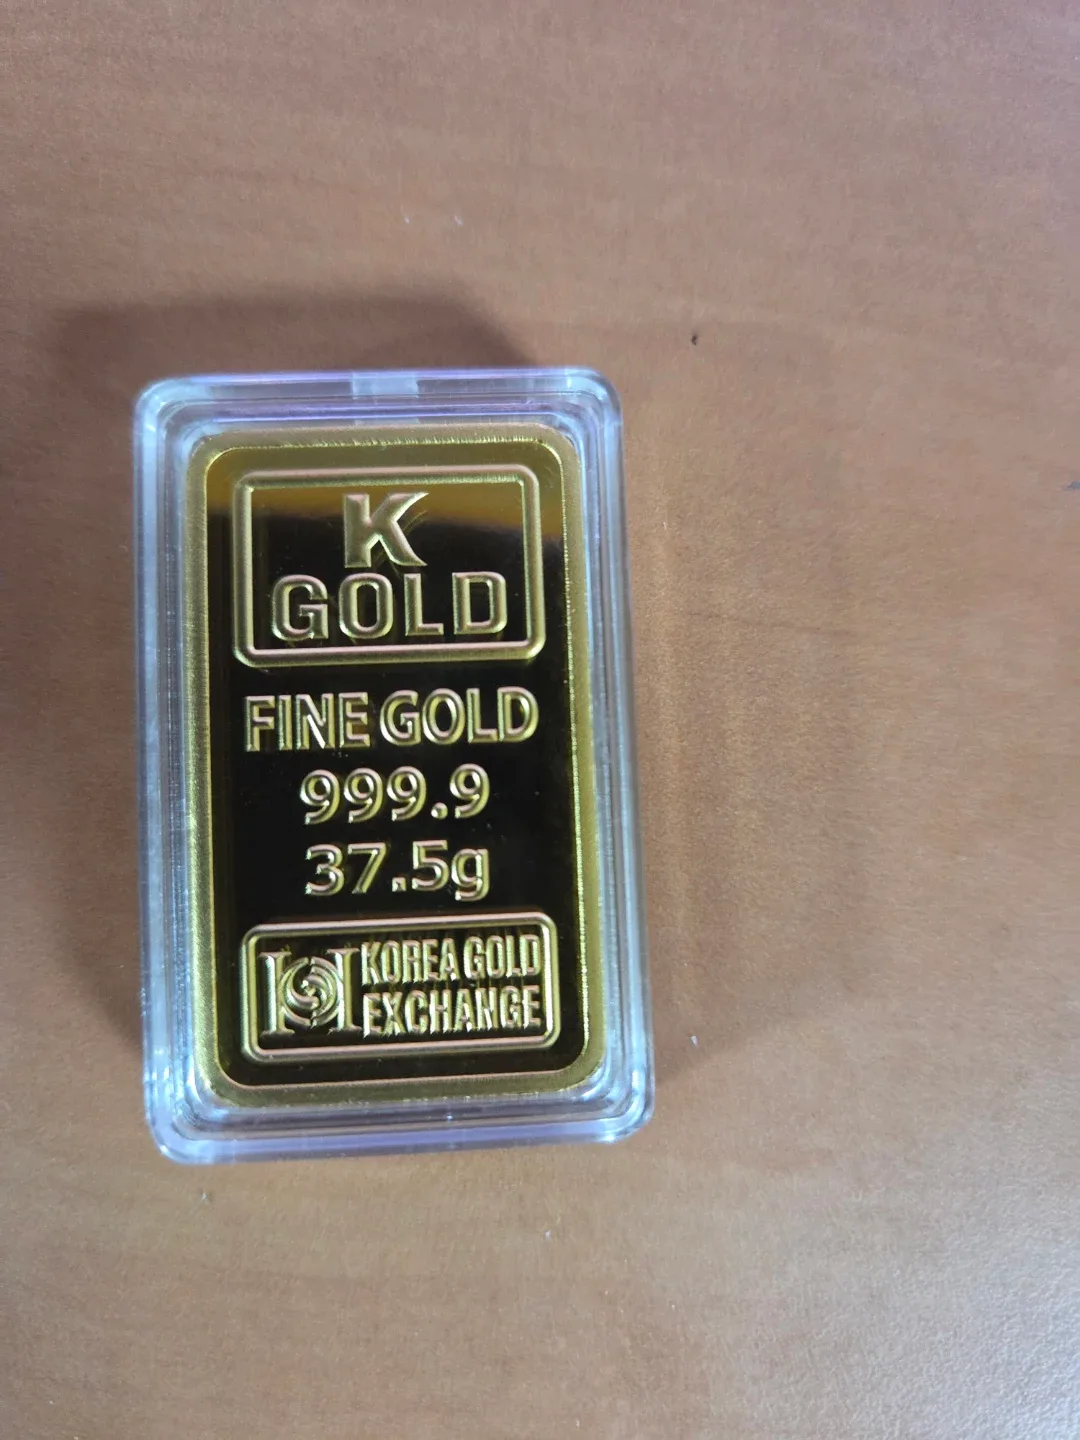 K
GOLD
FINE GOLD
999.9
37.5g
KOREA GOLD
EXCHANGE